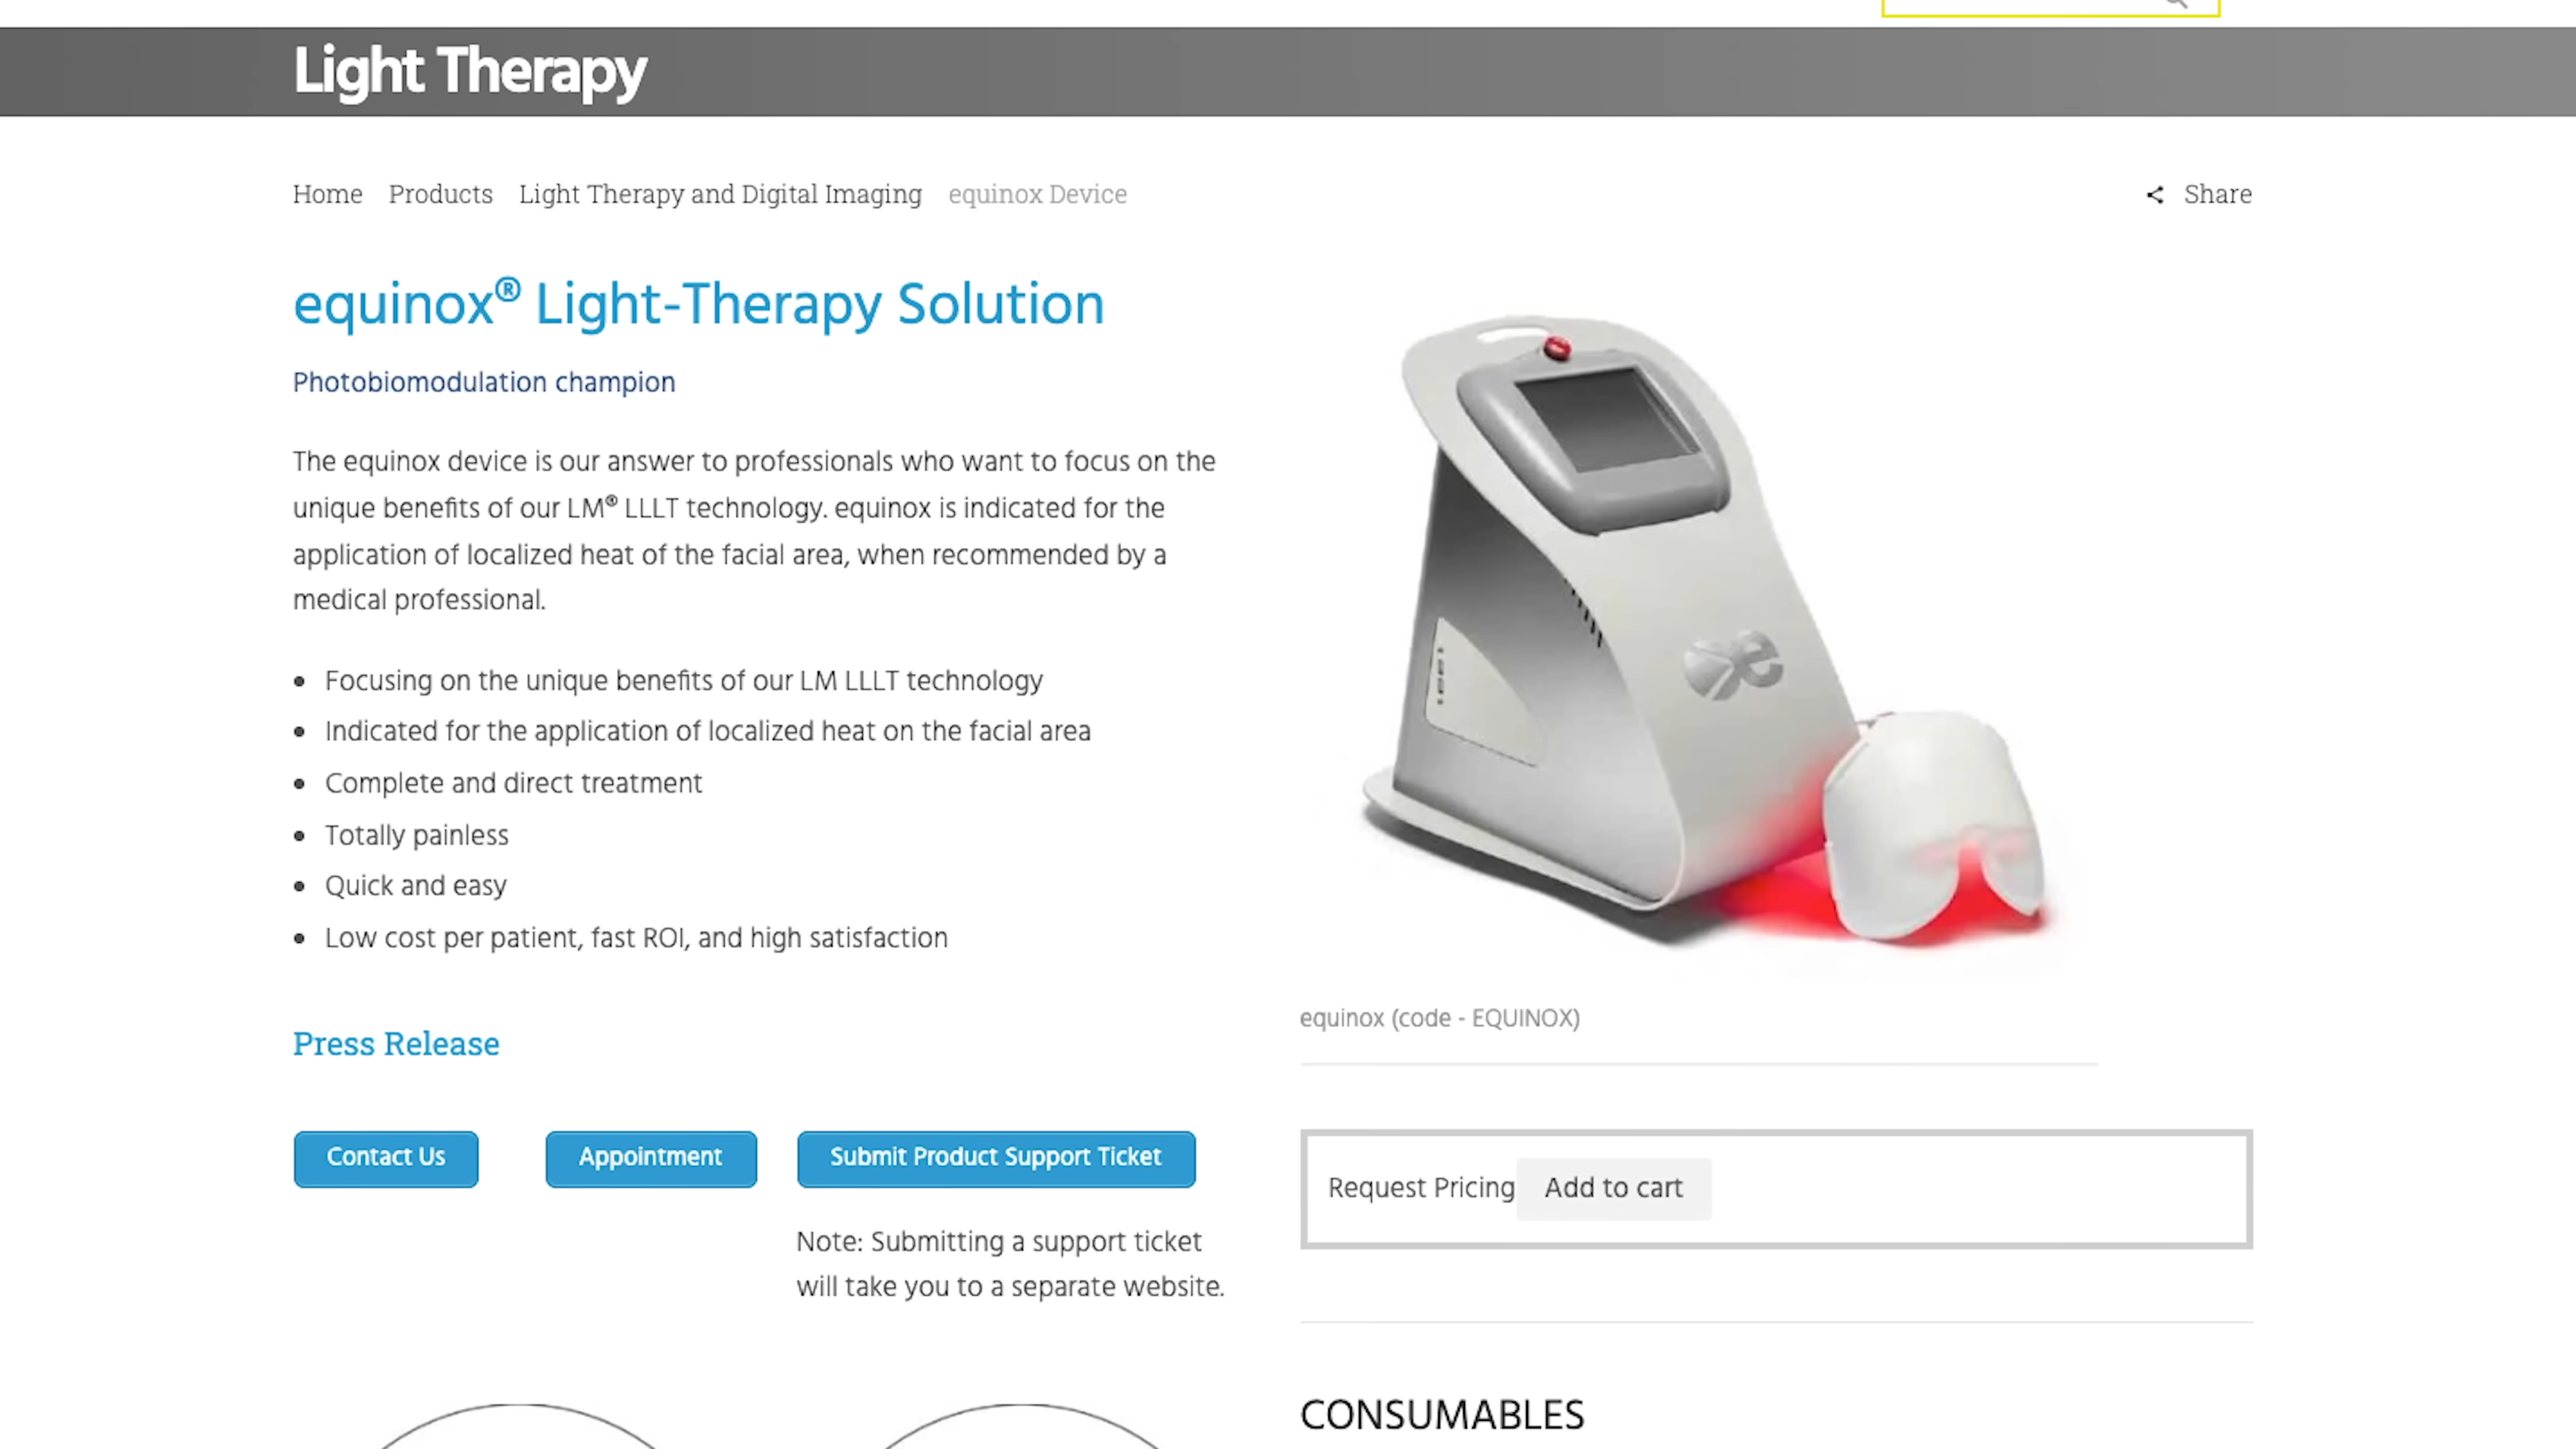 Light Therapy
Home Products Light Therapy and Digital Imaging equinox Device
Share
equinox® Light-Therapy Solution
Photobiomodulation champion
The equinox device is our answer to professionals who want to focus on the
unique benefits of our LM® LLLT technology. equinox is indicated for the
application of localized heat of the facial area, when recommended by a
medical professional.
• Focusing on the unique benefits of our LM LLLT technology
• Indicated for the application of localized heat on the facial area
• Complete and direct treatment
• Totally painless
• Quick and easy
• Low cost per patient, fast ROI, and high satisfaction
Press Release
Contact Us
Appointment
Submit Product Support Ticket
Note: Submitting a support ticket
will take you to a separate website.
e
equinox (code - EQUINOX)
Request Pricing Add to cart
CONSUMABLES